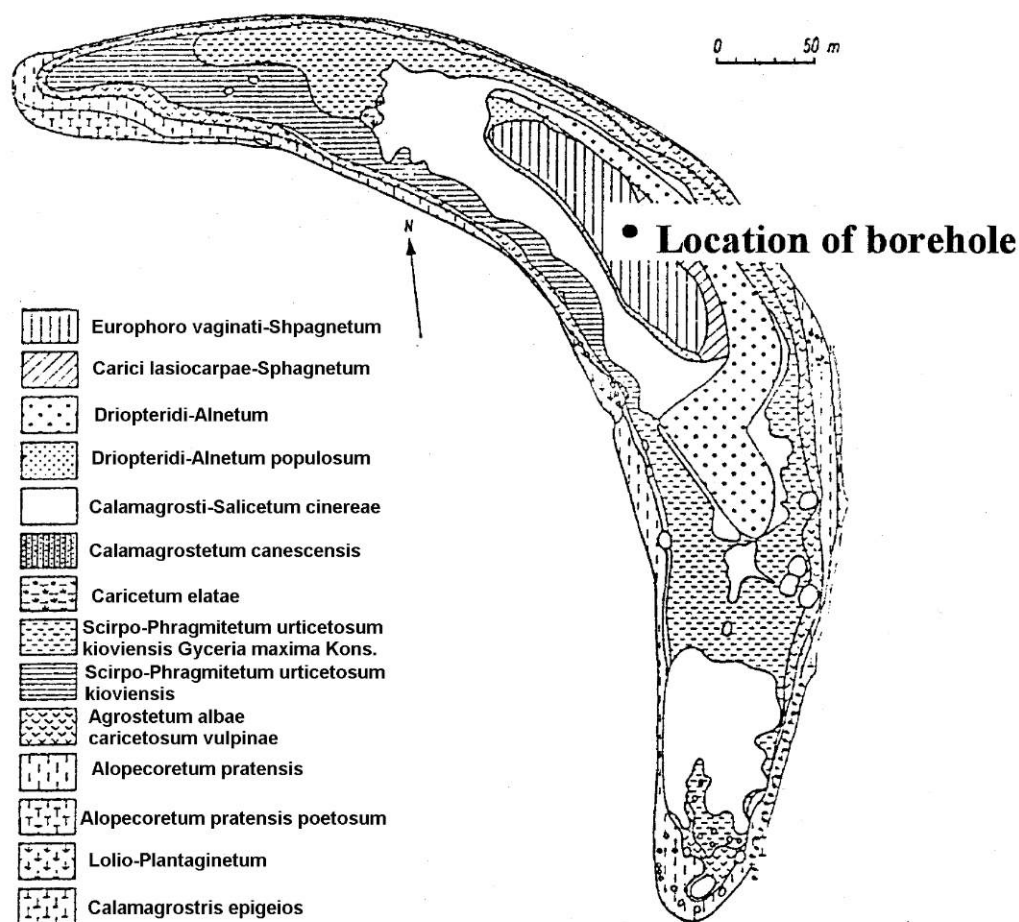 0 50 m
N
Location of borehole
Europhoro vaginati-Shpagnetum
Carici lasiocarpae-Sphagnetum
Driopteridi-Alnetum
Driopteridi-Alnetum populosum
Calamagrosti-Salicetum cinereae
Calamagrostetum canescensis
Caricetum elatae
Scirpo-Phragmitetum urticetosum
kioviensis Gyceria maxima Kons.
Scirpo-Phragmitetum urticetosum
kioviensis
Agrostetum albae
caricetosum vulpinae
Alopecoretum pratensis
Alopecoretum pratensis poetosum
Lolio-Plantaginetum
Calamagrostris epigeios